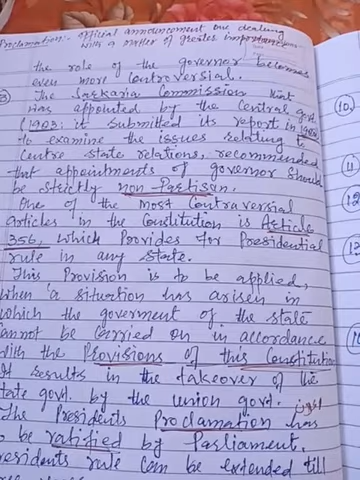 Proclamation:- official announcement one dealing
with a matter of greater importance
the role of the governor becomes
even more controversial.
The Sarkaria Commission that
was appointed by the central govt.
(1983; it submitted its report in 1988)
to examine the issues relating to
centre state relations, recommended
that appointments of governor should
be strictly non-Partisan.
One of the most Contraversial
articles in the Constitution is Article
356, which Provides for Presidential
rule in any state.
This Provision is to be applied,
when 'a situation has arisen in
which the goverment of the state
cannot be carried on in accordance
with the Provisions of this Constitution
It results in the takeover of the
state govt. by the union govt.
The Presidents Proclamation has
to be ratified by Parliament.
residents rule can be extended till
(10)
11)
12
13